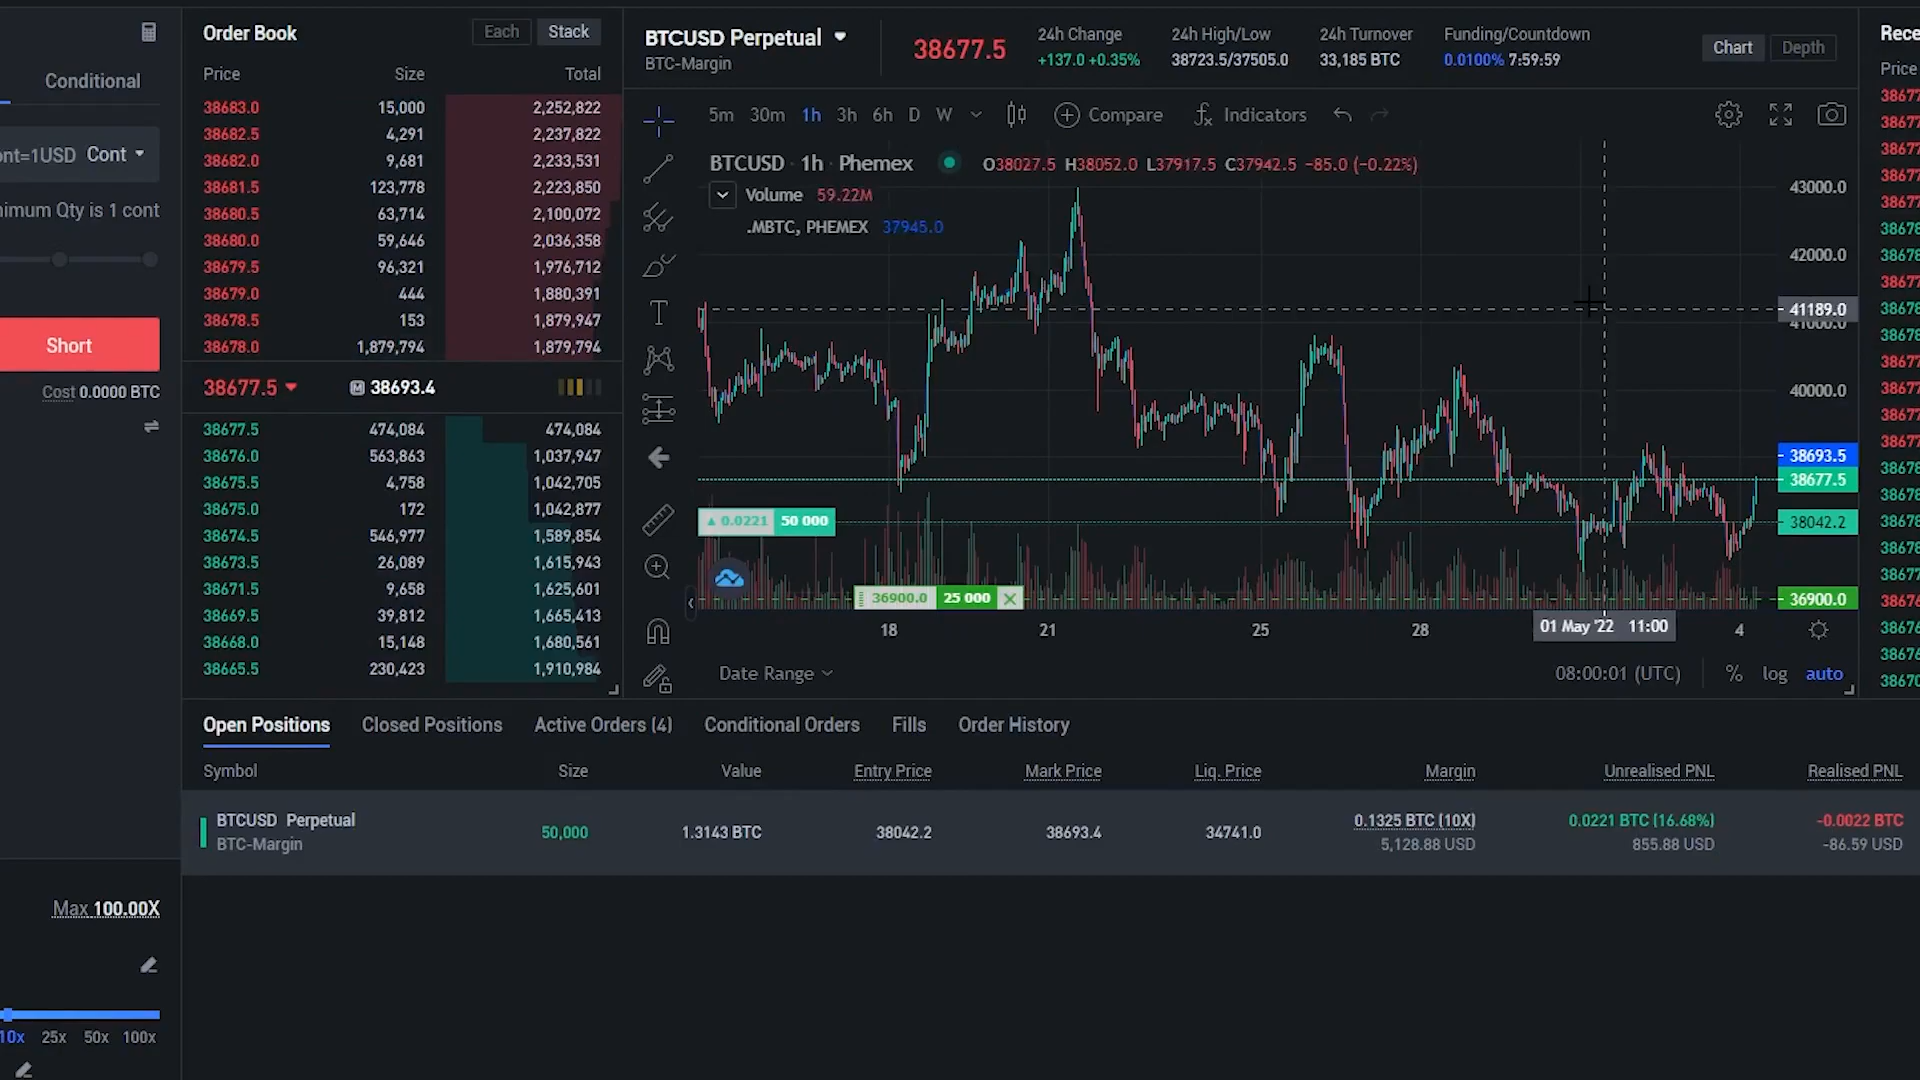 Conditional
ont=1USD Cont
nimum Qty is 1 cont
Short
Cost 0.0000 BTC
Max 100.00X
10x 25x 50x 100x
Order Book Each Stack
Price Size Total
38683.0 15,000 2,252,822
38682.5 4,291 2,237,822
38682.0 9,681 2,233,531
38681.5 123,778 2,223,850
38680.5 63,714 2,100,072
38680.0 59,646 2,036,358
38679.5 96,321 1,976,712
38679.0 444 1,880,391
38678.5 153 1,879,947
38678.0 1,879,794 1,879,794
38677.5 M 38693.4
38677.5 474,084 474,084
38676.0 563,863 1,037,947
38675.5 4,758 1,042,705
38675.0 172 1,042,877
38674.5 546,977 1,589,854
38673.5 26,089 1,615,943
38671.5 9,658 1,625,601
38669.5 39,812 1,665,413
38668.0 15,148 1,680,561
38665.5 230,423 1,910,984
BTCUSD Perpetual
BTC-Margin
38677.5
24h Change
+137.0 +0.35%
24h High/Low
38723.5/37505.0
24h Turnover
33,185 BTC
Funding/Countdown
0.0100% 7:59:59
Chart Depth
5m 30m 1h 3h 6h D W Compare Indicators
BTCUSD · 1h · Phemex O38027.5 H38052.0 L37917.5 C37942.5 −85.0 (−0.22%)
Volume 59.22M
.MBTC, PHEMEX 37945.0
43000.0
42000.0
41189.0
41000.0
40000.0
38693.5
38677.5
38042.2
36900.0
0.0221 50 000
36900.0 25 000
18 21 25 28 01 May '22 11:00 4
Date Range 08:00:01 (UTC) % log auto
Rece
Price
Open Positions Closed Positions Active Orders (4) Conditional Orders Fills Order History
Symbol Size Value Entry Price Mark Price Liq. Price Margin Unrealised PNL Realised PNL
BTCUSD Perpetual 50,000 1.3143 BTC 38042.2 38693.4 34741.0 0.1325 BTC (10X) 0.0221 BTC (16.68%) -0.0022 BTC
BTC-Margin 5,128.88 USD 855.88 USD -86.59 USD